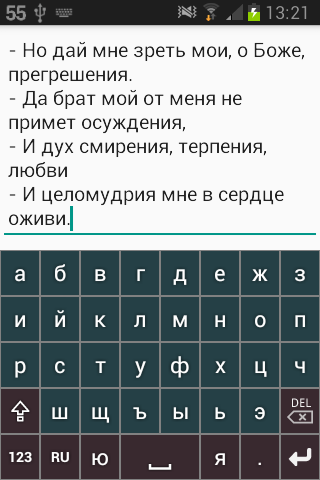 55 13:21
- Но дай мне зреть мои, о Боже,
прегрешения.
- Да брат мой от меня не
примет осуждения,
- И дух смирения, терпения,
любви
- И целомудрия мне в сердце
оживи.
а б в г д е ж з
и й к л м н о п
р с т у ф х ц ч
ш щ ъ ы ь э DEL
123 RU ю я .